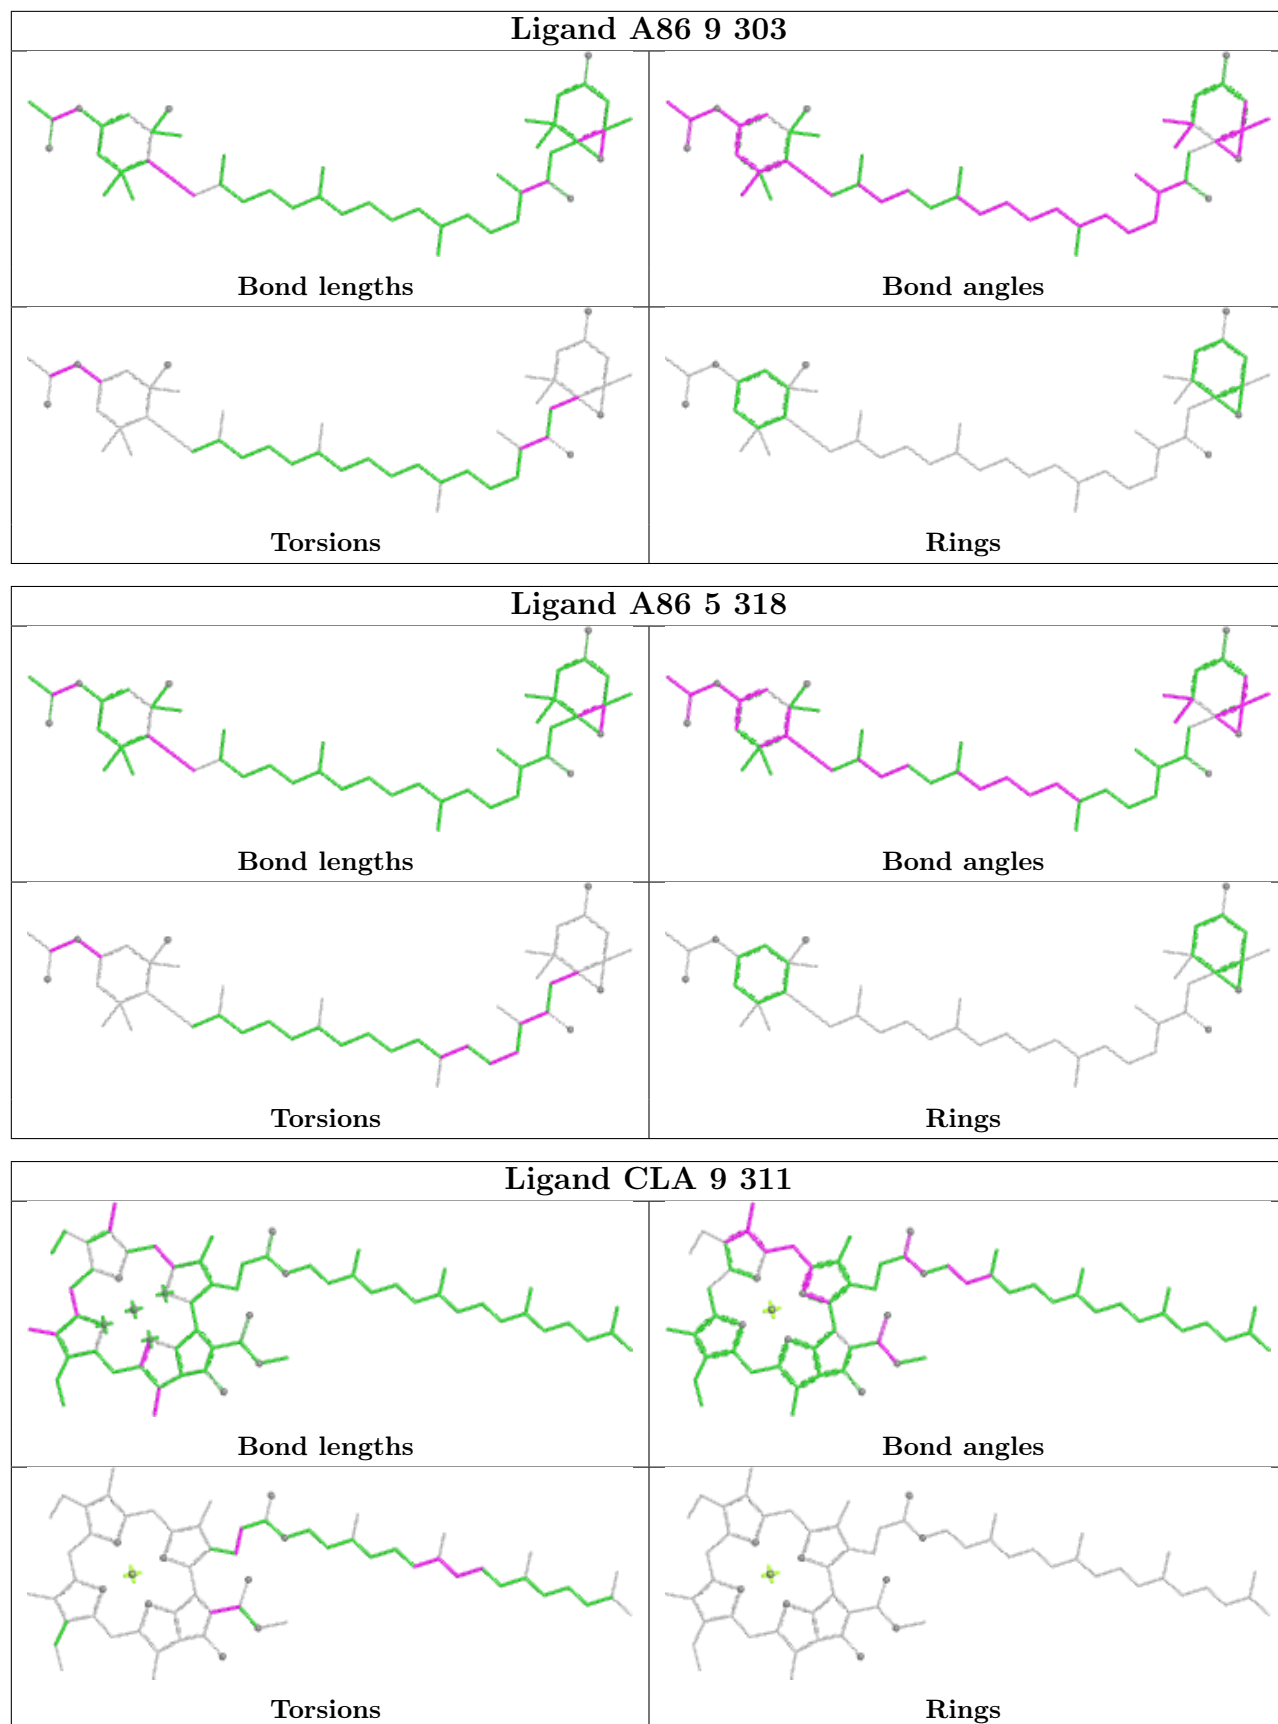 Ligand A86 9 303
Bond lengths
Bond angles
Torsions
Rings
Ligand A86 5 318
Bond lengths
Bond angles
Torsions
Rings
Ligand CLA 9 311
Bond lengths
Bond angles
Torsions
Rings